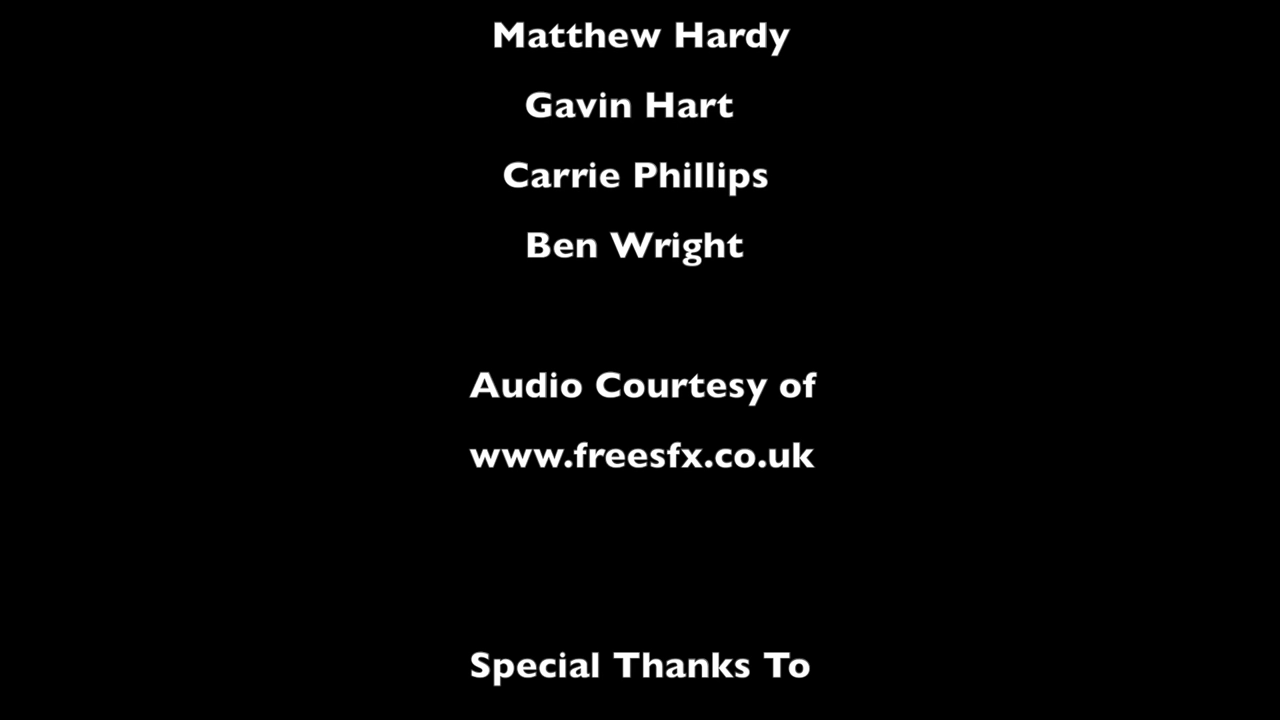 Matthew Hardy
Gavin Hart
Carrie Phillips
Ben Wright
Audio Courtesy of
www.freesfx.co.uk
Special Thanks To